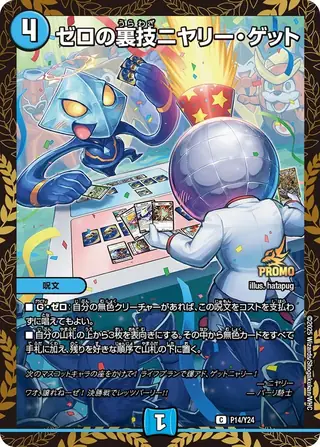 4
ゼロの裏技ニヤリー・ゲット
うらわざ
PROMO
illus. hatapug
呪文
■G・ゼロ:自分の無色クリーチャーがあれば、この呪文をコストを支払わ
ずに唱えてもよい。
■自分の山札の上から3枚を表向きにする。その中から無色カードをすべて
手札に加え、残りを好きな順序で山札の下に置く。
次のマスコットキャラの座をかけて!ライフプランで輝アド、ゲットニャリー!
──ニヤリー
ワオ、譲れねーぜ!決勝戦でレッツパーリー!!
──パーリ騎士
1
C
P14/Y24